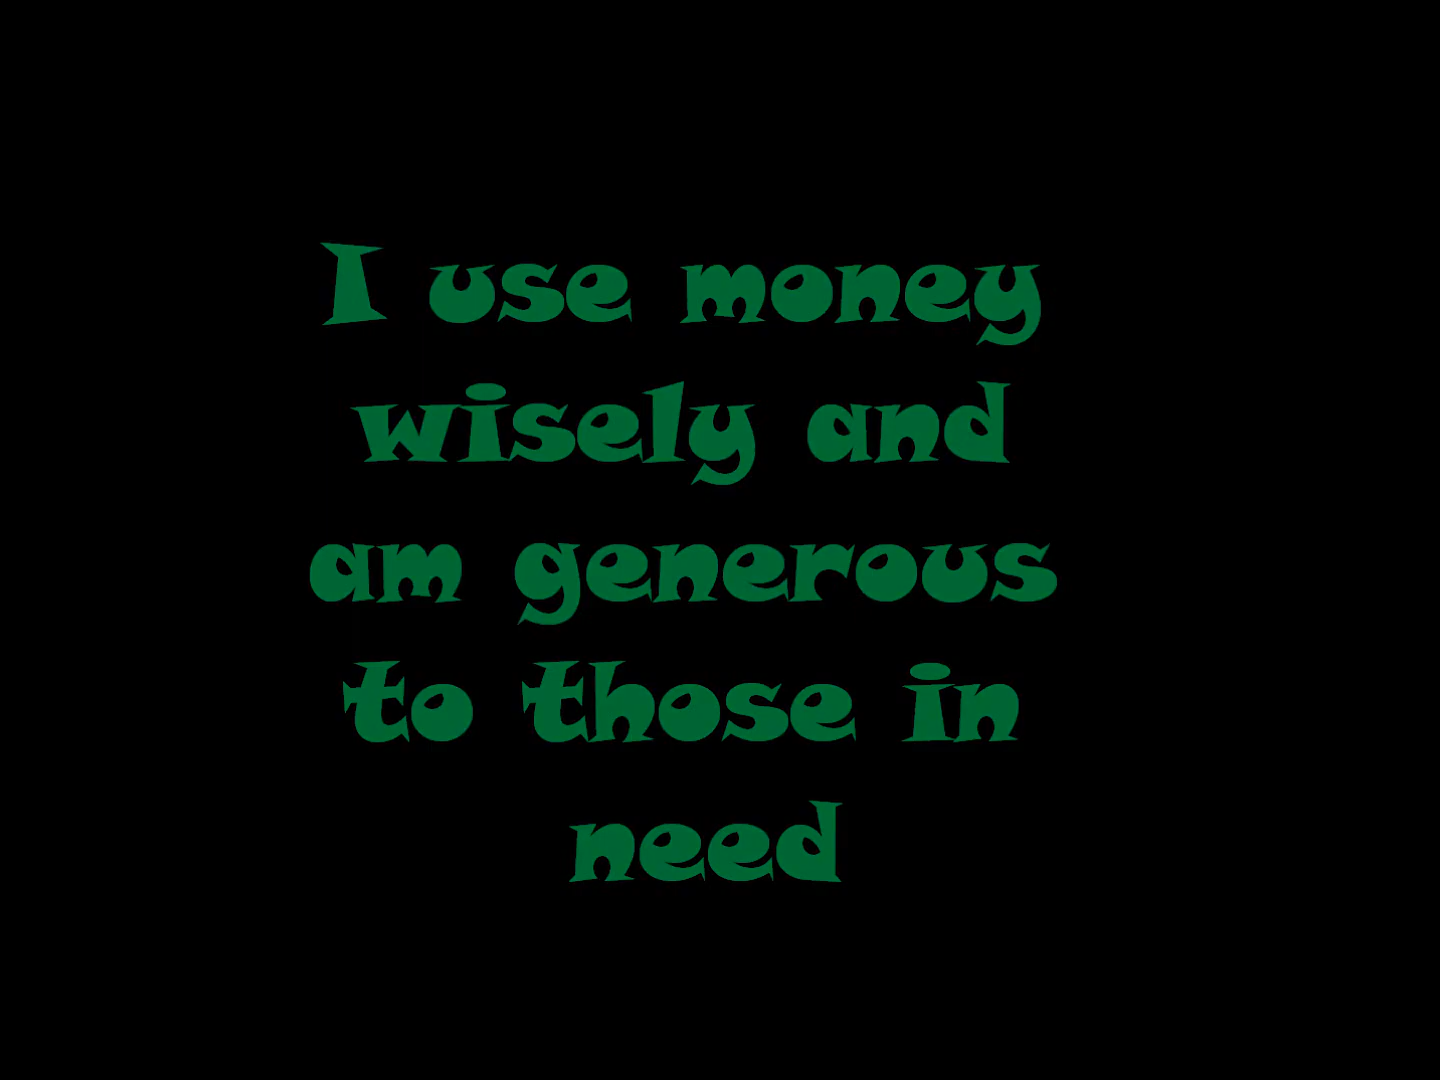 I use money
wisely and
am generous
to those in
need